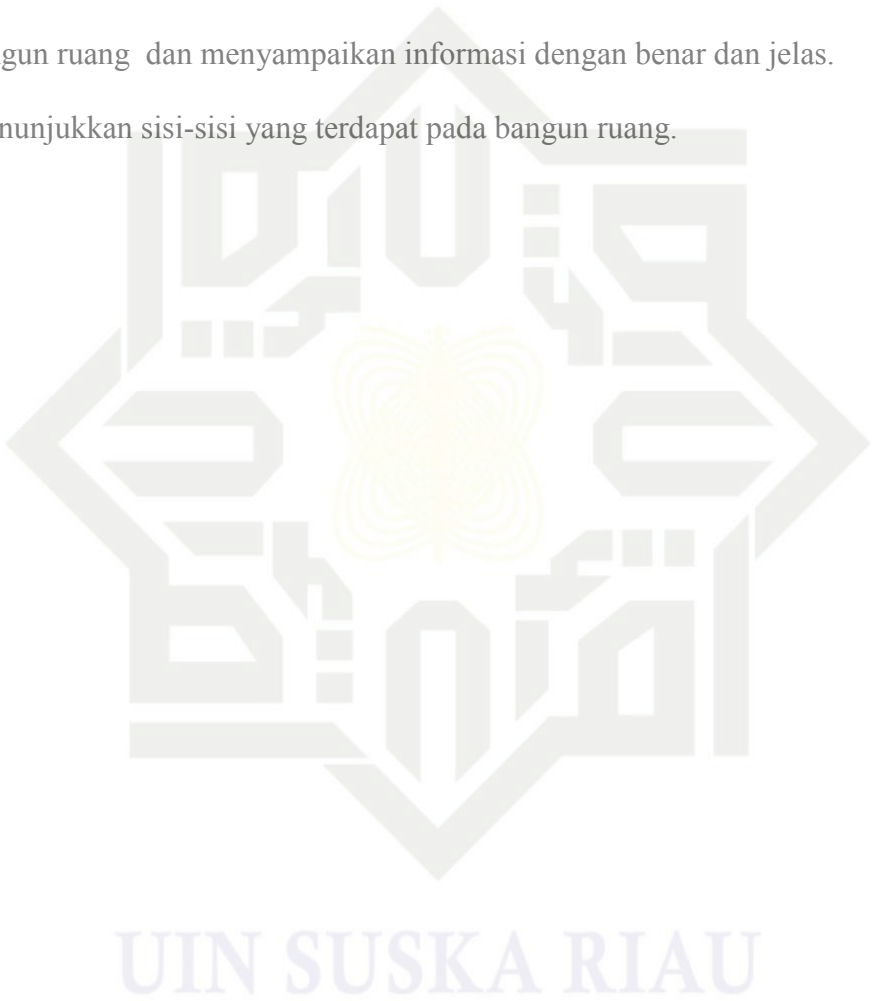 gun ruang dan menyampaikan informasi dengan benar dan jelas.
nunjukkan sisi-sisi yang terdapat pada bangun ruang.
UIN SUSKA RIAU